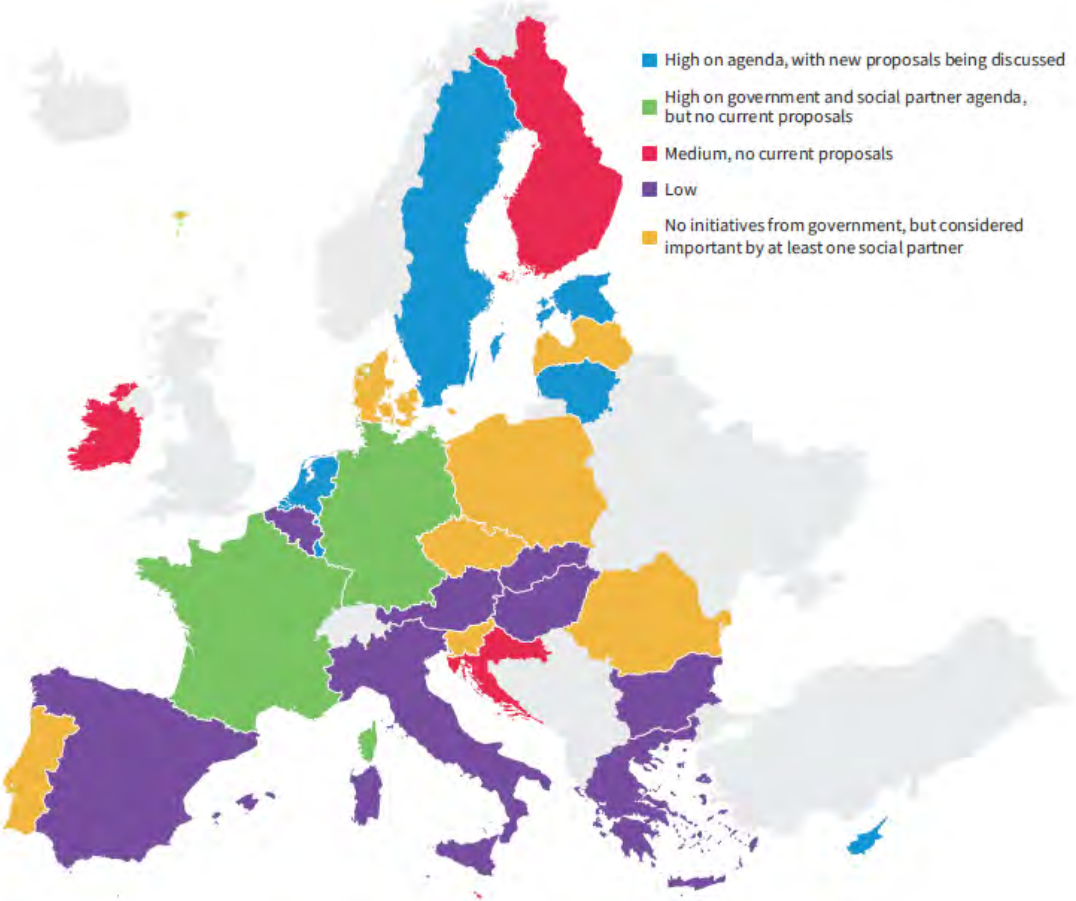 High on agenda, with new proposals being discussed
High on government and social partner agenda,
but no current proposals
Medium, no current proposals
Low
No initiatives from government, but considered
important by at least one social partner